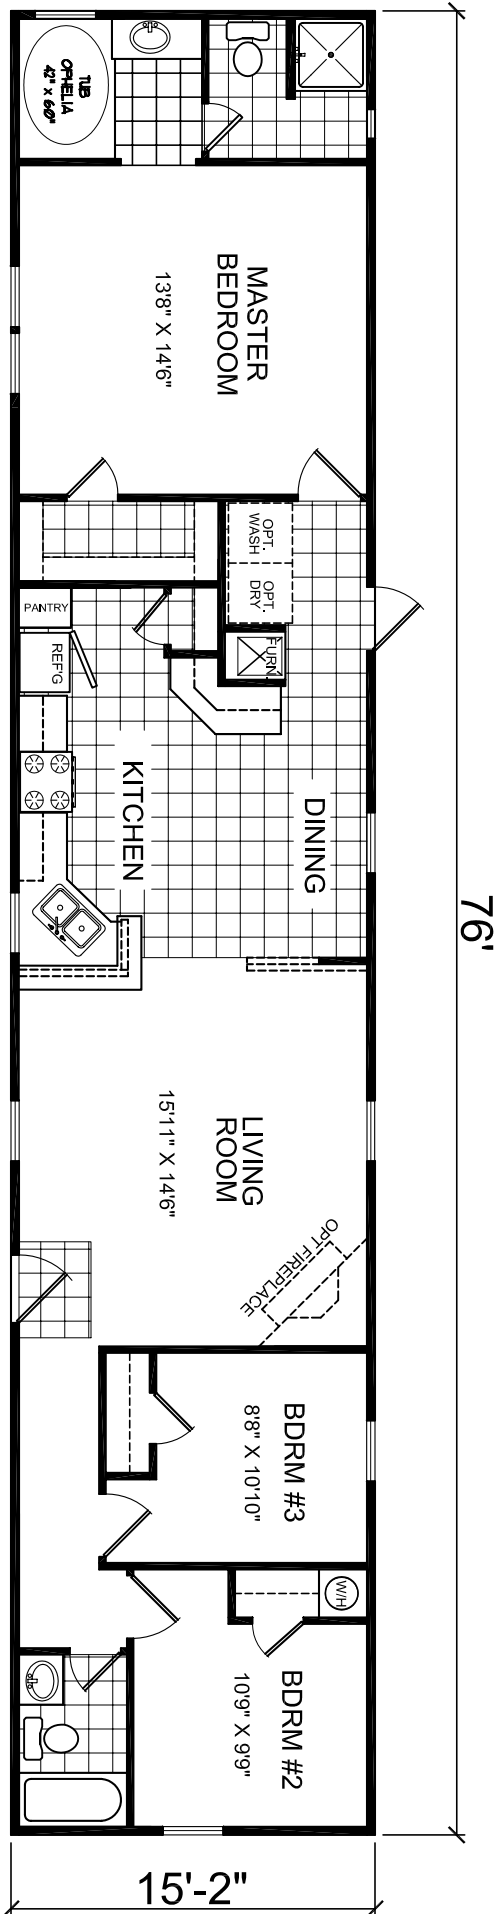 TUB
OPHELIA
42" x 60"
MASTER
BEDROOM
13'8" X 14'6"
OPT.
WASH
OPT.
DRY
PANTRY
REF'G
FURN
KITCHEN
DINING
76'
LIVING
ROOM
15'11" X 14'6"
OPT FIREPLACE
BDRM #3
8'8" X 10'10"
W/H
BDRM #2
10'9" X 9'9"
15'-2"